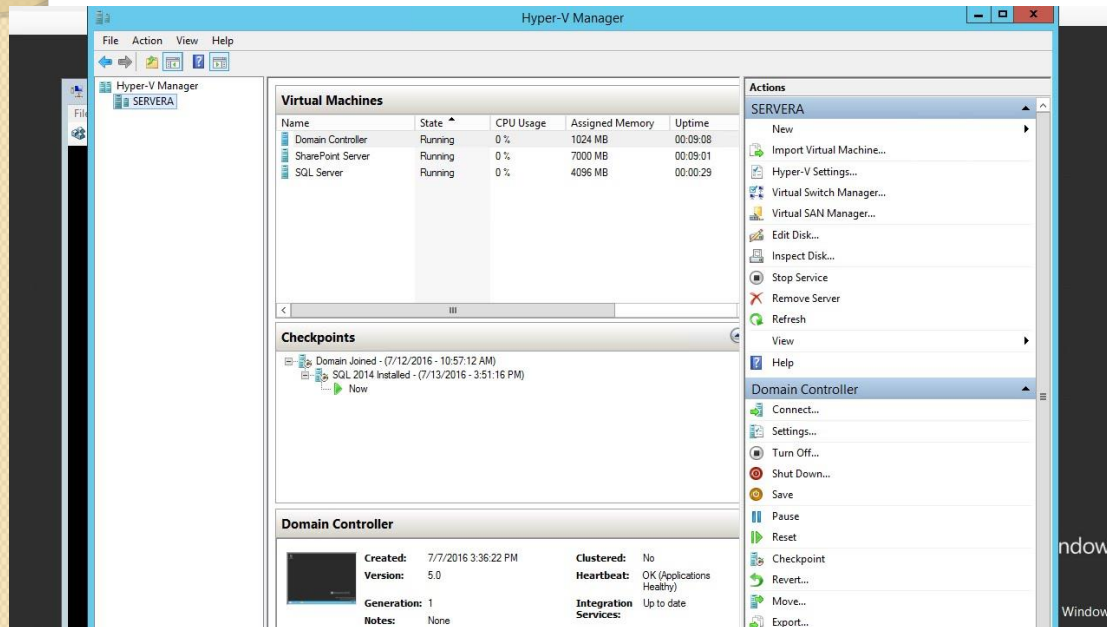 Hyper-V Manager
File Action View Help
Hyper-V Manager
SERVERA
File
Virtual Machines
Name State CPU Usage Assigned Memory Uptime
Domain Controller Running 0 % 1024 MB 00:09:08
SharePoint Server Running 0 % 7000 MB 00:09:01
SQL Server Running 0 % 4096 MB 00:00:29
Checkpoints
Domain Joined - (7/12/2016 - 10:57:12 AM)
SQL 2014 Installed - (7/13/2016 - 3:51:16 PM)
Now
Domain Controller
Created: 7/7/2016 3:36:22 PM Clustered: No
Version: 5.0 Heartbeat: OK (Applications
Healthy)
Generation: 1 Integration Up to date
Services:
Notes: None
Actions
SERVERA
New
Import Virtual Machine...
Hyper-V Settings...
Virtual Switch Manager...
Virtual SAN Manager...
Edit Disk...
Inspect Disk...
Stop Service
Remove Server
Refresh
View
Help
Domain Controller
Connect...
Settings...
Turn Off...
Shut Down...
Save
Pause
Reset
Checkpoint
Revert...
Move...
Export...
ndow
Window